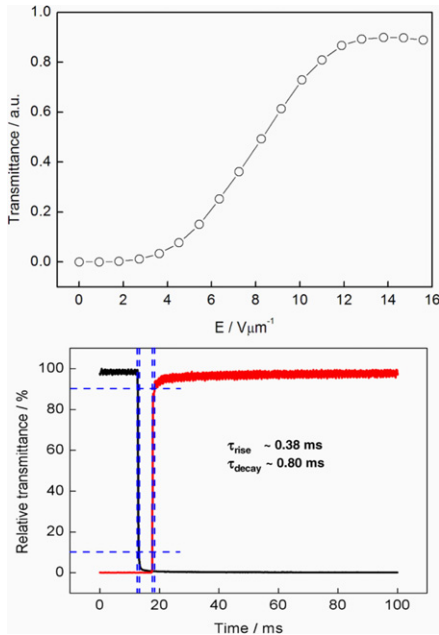 1.0
0.8
0.6
0.4
0.2
0.0
Transmittance / a.u.
0 2 4 6 8 10 12 14 16
E / Vμm⁻¹
100
80
60
40
20
0
Relative transmittance / %
τrise ~ 0.38 ms
τdecay ~ 0.80 ms
0 20 40 60 80 100
Time / ms